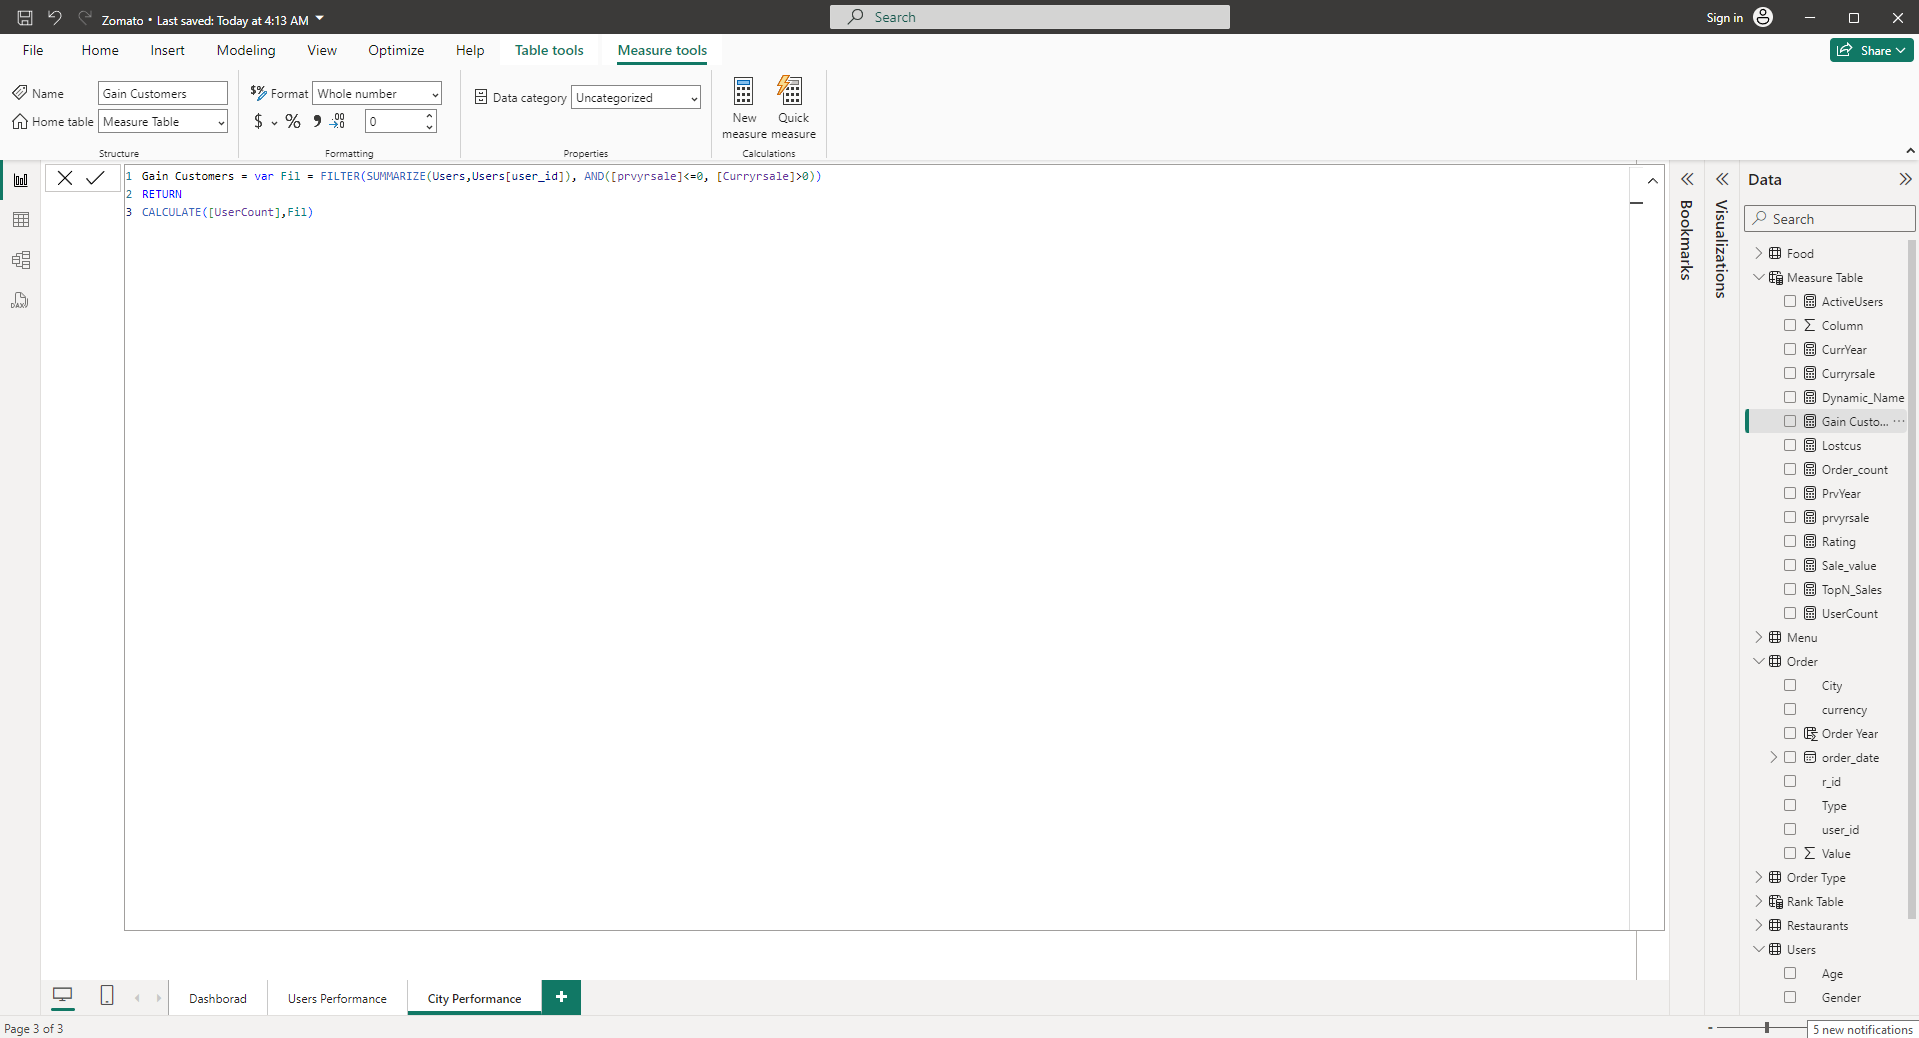 Zomato • Last saved: Today at 4:13 AM
Search
Sign in
File
Home
Insert
Modeling
View
Optimize
Help
Table tools
Measure tools
Share
Name
Gain Customers
Home table
Measure Table
Structure
Format
Whole number
$
%
0
Formatting
Data category
Uncategorized
Properties
New measure
Quick measure
Calculations
1 Gain Customers = var Fil = FILTER(SUMMARIZE(Users,Users[user_id]), AND([prvyrsale]<=0, [Curryrsale]>0))
2 RETURN
3 CALCULATE([UserCount],Fil)
Bookmarks
Visualizations
Data
Search
Food
Measure Table
ActiveUsers
Column
CurrYear
Curryrsale
Dynamic_Name
Gain Custo...
Lostcus
Order_count
PrvYear
prvyrsale
Rating
Sale_value
TopN_Sales
UserCount
Menu
Order
City
currency
Order Year
order_date
r_id
Type
user_id
Value
Order Type
Rank Table
Restaurants
Users
Age
Gender
Dashborad
Users Performance
City Performance
+
Page 3 of 3
-
5 new notifications